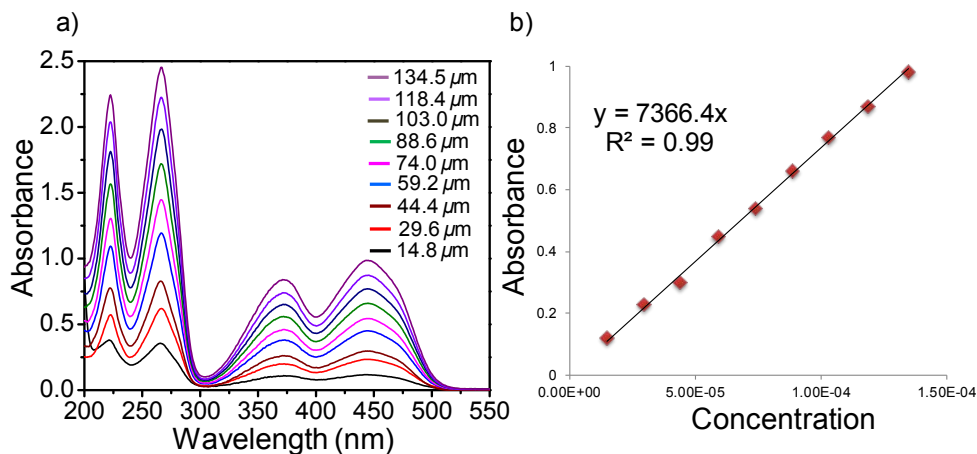 a)
2.5
2.0
1.5
1.0
0.5
0.0
Absorbance
134.5 µm
118.4 µm
103.0 µm
88.6 µm
74.0 µm
59.2 µm
44.4 µm
29.6 µm
14.8 µm
200 250 300 350 400 450 500 550
Wavelength (nm)
b)
1
0.8
0.6
0.4
0.2
0
Absorbance
y = 7366.4x
R² = 0.99
0.00E+00 5.00E-05 1.00E-04 1.50E-04
Concentration